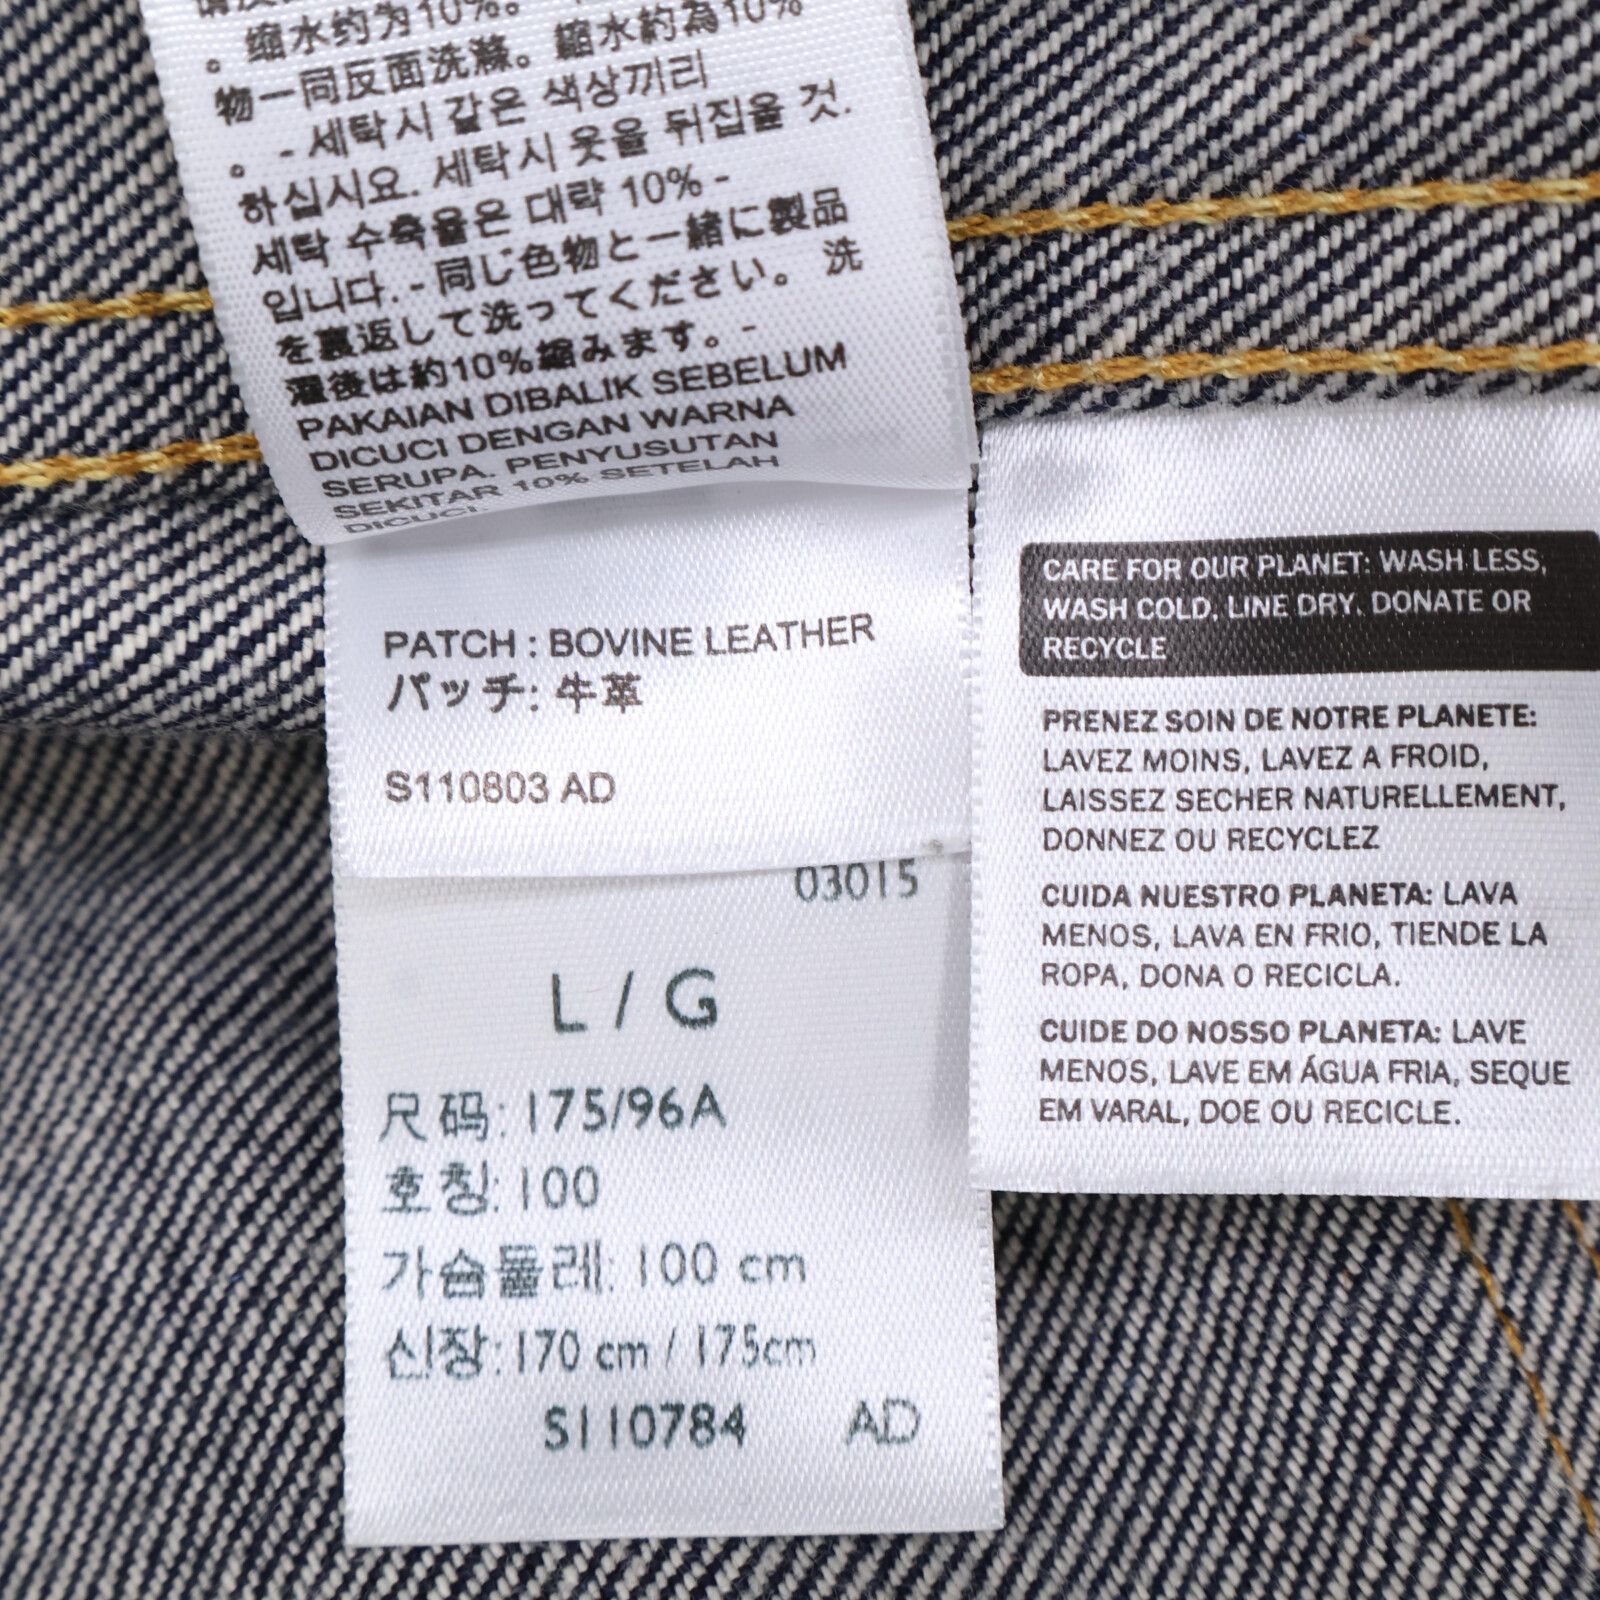 。缩水约为10%。
物一同反面洗滌。縮水約為10%
。- 세탁시 같은 색상끼리
하십시요. 세탁시 옷을 뒤집을 것.
세탁 수축율은 대략 10% -
입니다. - 同じ色物と一緒に製品
を裏返して洗ってください。 洗
濯後は約10%縮みます。-
PAKAIAN DIBALIK SEBELUM
DICUCI DENGAN WARNA
SERUPA. PENYUSUTAN
SEKITAR 10% SETELAH
DICUCI.
PATCH : BOVINE LEATHER
パッチ: 牛革
S110803 AD
03015
L / G
尺码: 175/96A
호칭: 100
가슴둘레: 100 cm
신장: 170 cm / 175cm
S110784 AD
CARE FOR OUR PLANET: WASH LESS,
WASH COLD, LINE DRY, DONATE OR
RECYCLE
PRENEZ SOIN DE NOTRE PLANETE:
LAVEZ MOINS, LAVEZ A FROID,
LAISSEZ SECHER NATURELLEMENT,
DONNEZ OU RECYCLEZ
CUIDA NUESTRO PLANETA: LAVA
MENOS, LAVA EN FRIO, TIENDE LA
ROPA, DONA O RECICLA.
CUIDE DO NOSSO PLANETA: LAVE
MENOS, LAVE EM ÁGUA FRIA, SEQUE
EM VARAL, DOE OU RECICLE.